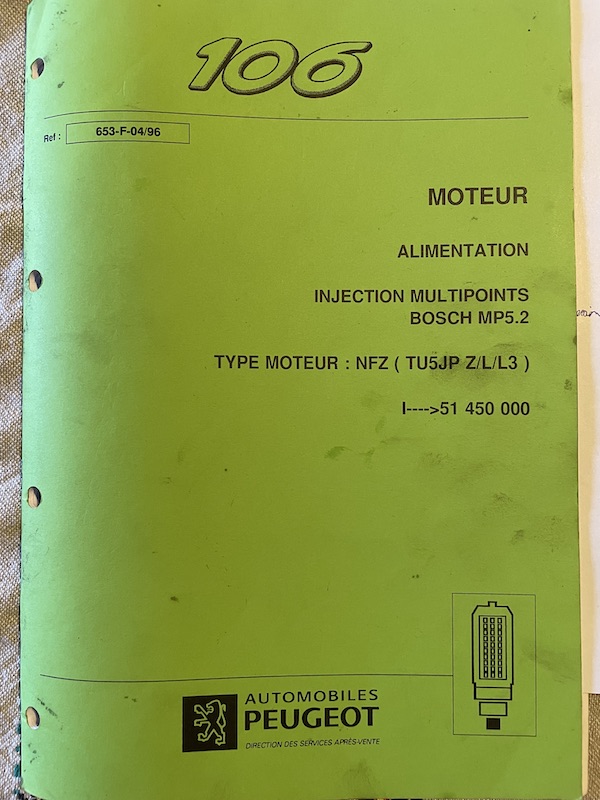 106
Ref : 653-F-04/96
MOTEUR
ALIMENTATION
INJECTION MULTIPOINTS
BOSCH MP5.2
TYPE MOTEUR : NFZ ( TU5JP Z/L/L3 )
I---->51 450 000
AUTOMOBILES
PEUGEOT
DIRECTION DES SERVICES APRÈS-VENTE